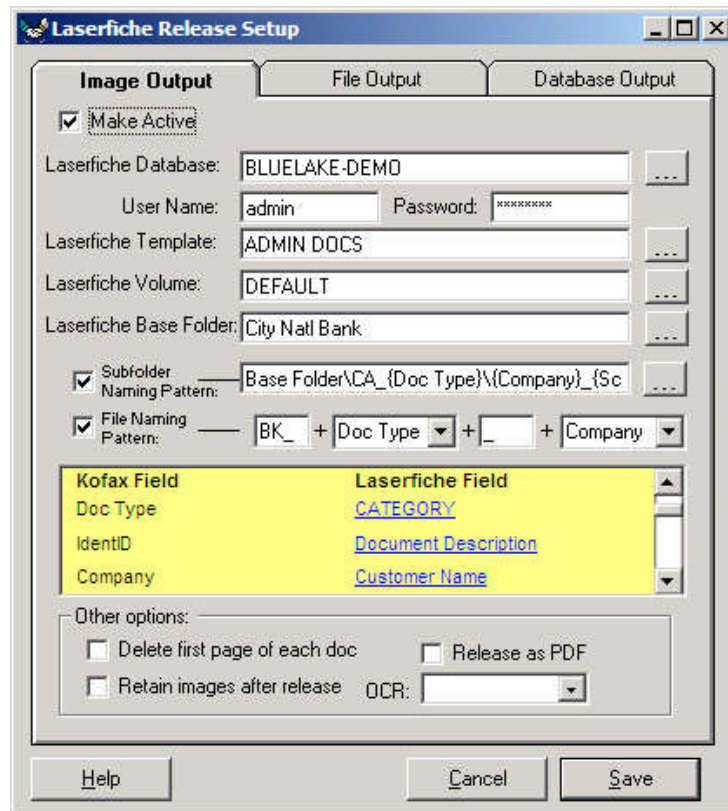 Laserfiche Release Setup
Image Output File Output Database Output
Make Active
Laserfiche Database: BLUELAKE-DEMO ...
User Name: admin Password: ********
Laserfiche Template: ADMIN DOCS ...
Laserfiche Volume: DEFAULT ...
Laserfiche Base Folder: City Natl Bank ...
Subfolder
Naming Pattern: Base Folder\CA_{Doc Type}\{Company}_{Sc ...
File Naming
Pattern: BK_ + Doc Type + _ + Company
Kofax Field Laserfiche Field
Doc Type CATEGORY
IdentID Document Description
Company Customer Name
Other options:
Delete first page of each doc Release as PDF
Retain images after release OCR:
Help Cancel Save